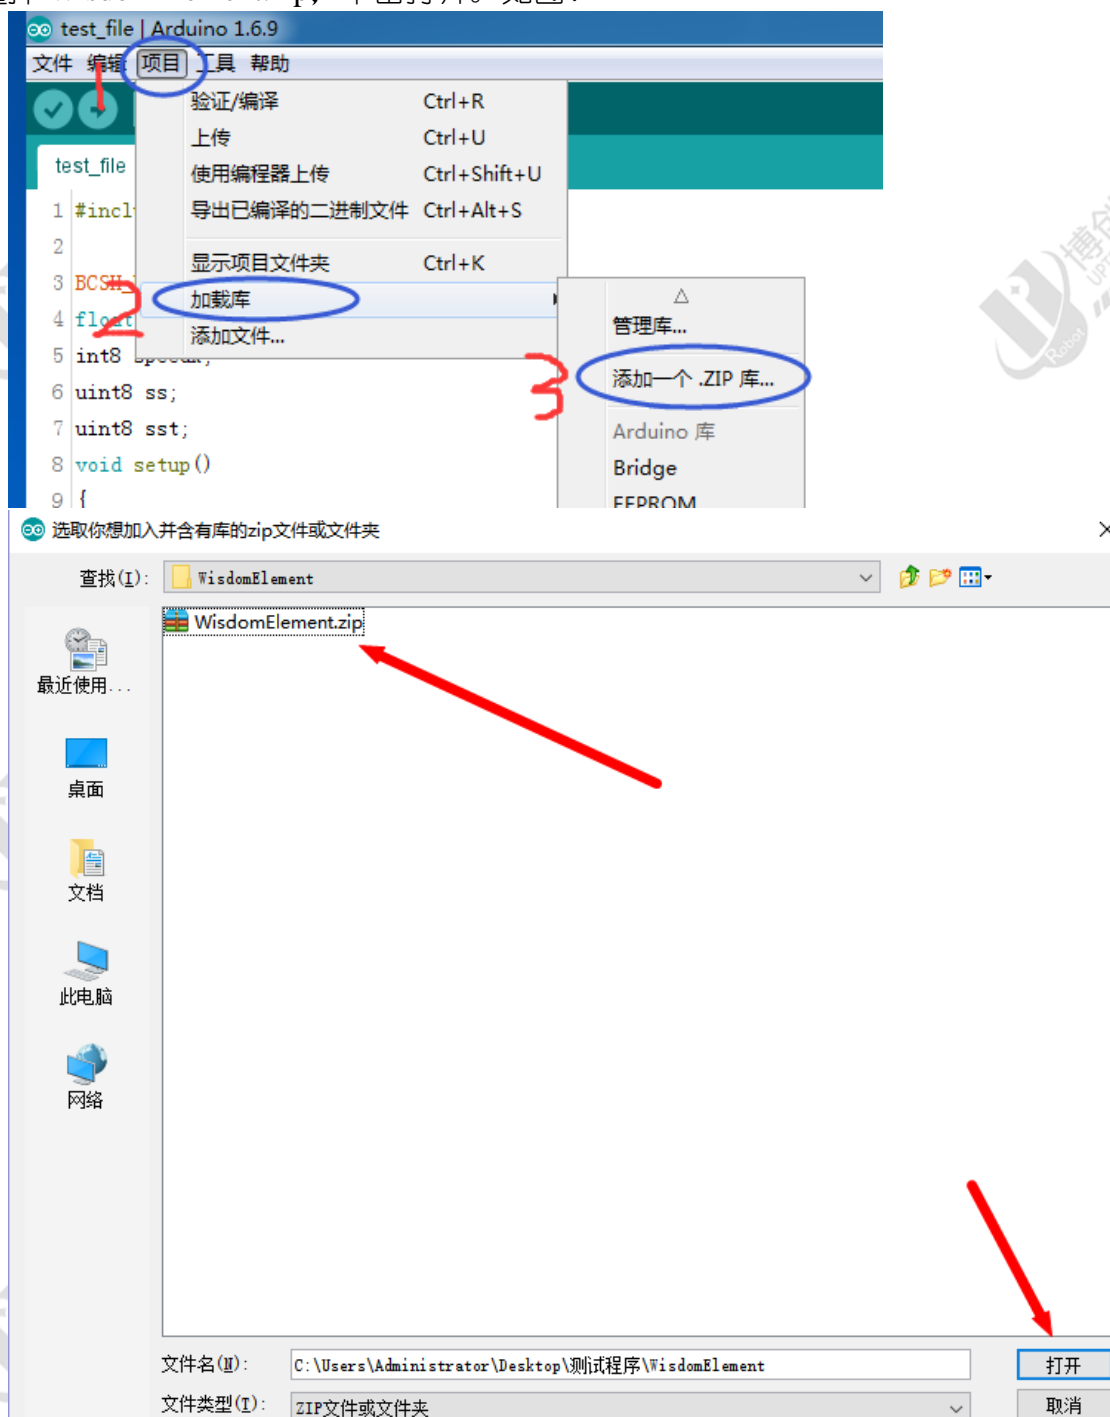 test_file | Arduino 1.6.9
文件 编辑 项目 工具 帮助
1
验证/编译 Ctrl+R
上传 Ctrl+U
test_file
使用编程器上传 Ctrl+Shift+U
1 #incl
导出已编译的二进制文件 Ctrl+Alt+S
2
显示项目文件夹 Ctrl+K
3 BCSH_
2
加载库
4 float
添加文件...
△
管理库...
5 int8
3
添加一个 .ZIP 库...
6 uint8 ss;
7 uint8 sst;
Arduino 库
8 void setup()
Bridge
9 {
EEPROM
Robot
选取你想加入并含有库的zip文件或文件夹
查找(I): WisdomElement
WisdomElement.zip
最近使用...
桌面
文档
此电脑
网络
文件名(N): C:\Users\Administrator\Desktop\测试程序\WisdomElement 打开
文件类型(T): ZIP文件或文件夹 取消